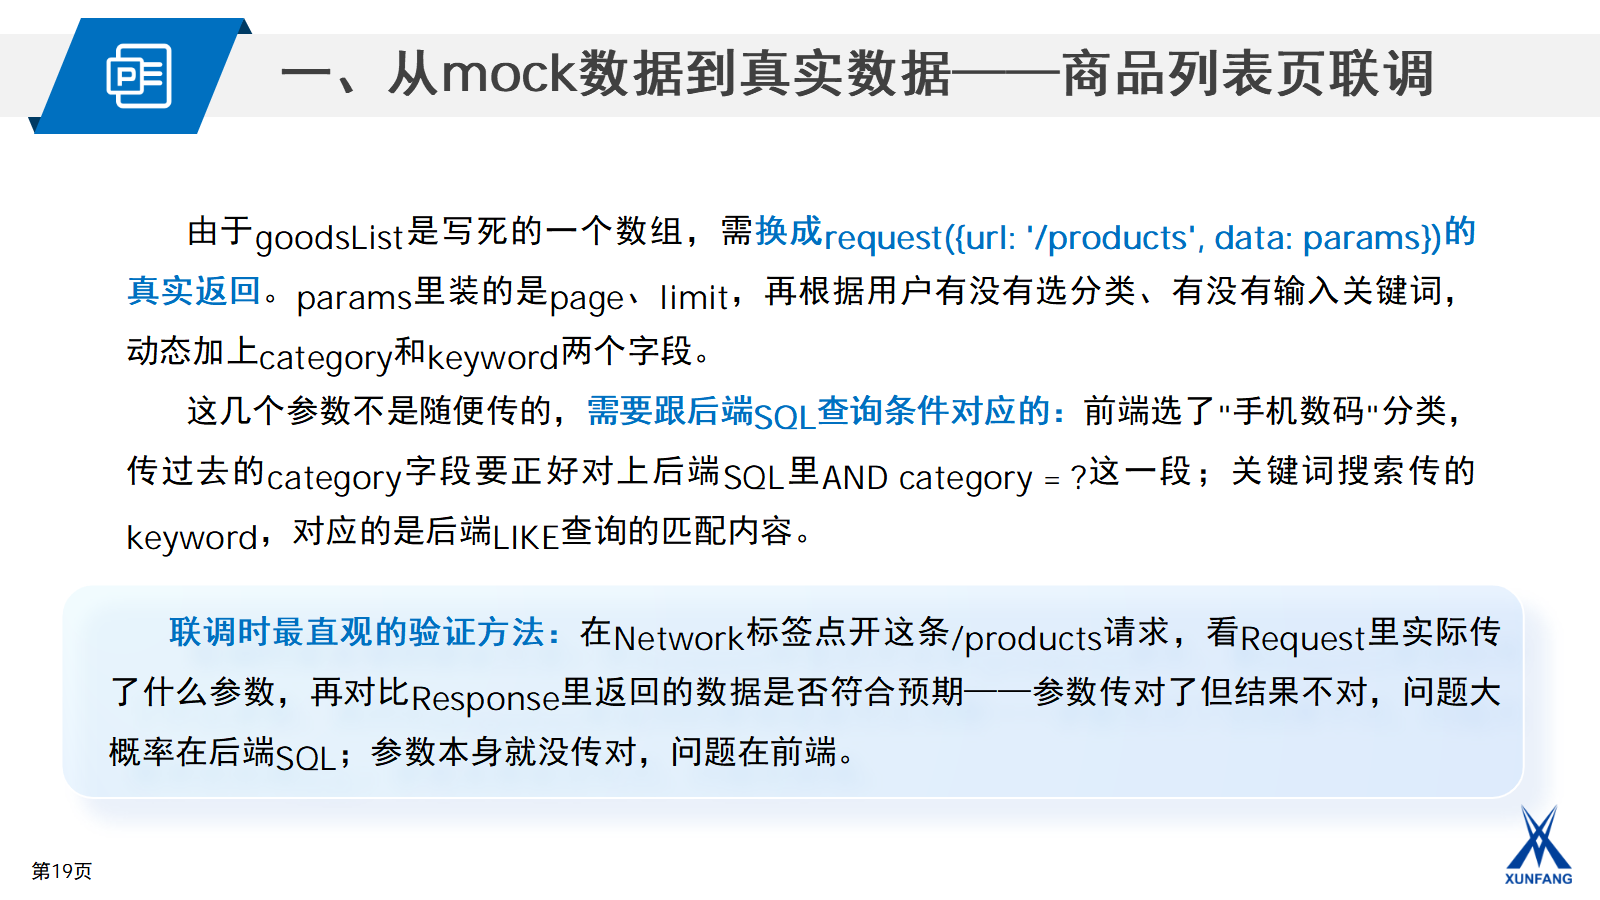 一、从mock数据到真实数据——商品列表页联调
由于goodsList是写死的一个数组，需换成request({url: '/products', data: params})的
真实返回。params里装的是page、limit，再根据用户有没有选分类、有没有输入关键词，
动态加上category和keyword两个字段。
这几个参数不是随便传的，需要跟后端SQL查询条件对应的：前端选了"手机数码"分类，
传过去的category字段要正好对上后端SQL里AND category = ?这一段；关键词搜索传的
keyword，对应的是后端LIKE查询的匹配内容。
联调时最直观的验证方法：在Network标签点开这条/products请求，看Request里实际传
了什么参数，再对比Response里返回的数据是否符合预期——参数传对了但结果不对，问题大
概率在后端SQL；参数本身就没传对，问题在前端。
第19页
XUNFANG